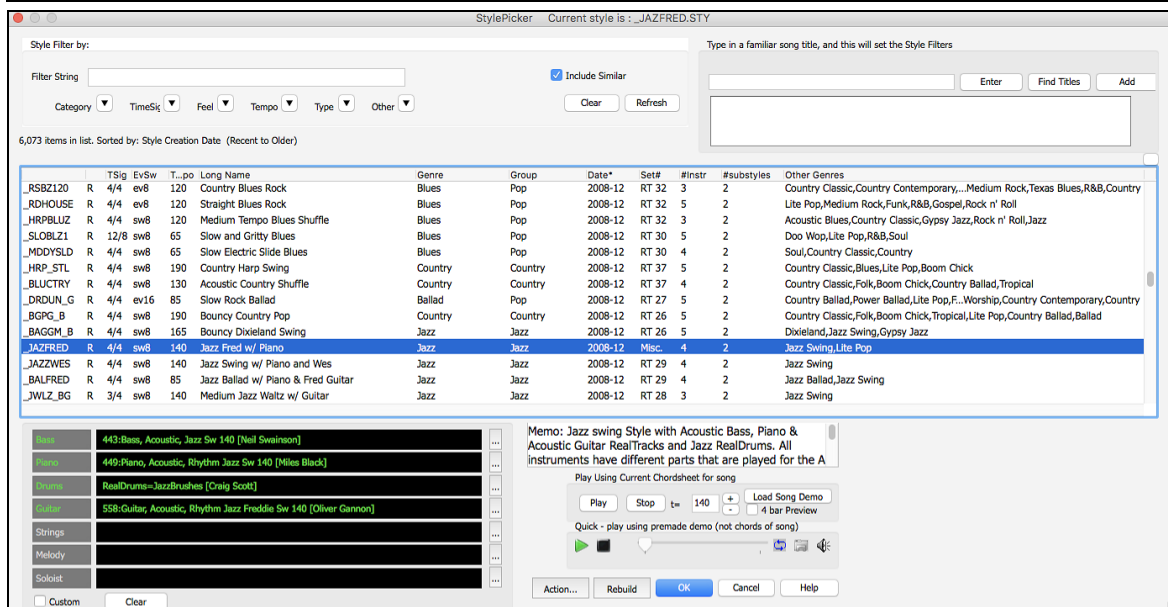 StylePicker Current style is : _JAZFRED.STY
Style Filter by:
Type in a familiar song title, and this will set the Style Filters
Filter String
Include Similar
Enter Find Titles Add
Category TimeSig Feel Tempo Type Other Clear Refresh
6,073 items in list. Sorted by: Style Creation Date (Recent to Older)
TSig EvSw T...po Long Name Genre Group Date* Set# #Instr #substyles Other Genres
_RSBZ120 R 4/4 ev8 120 Country Blues Rock Blues Pop 2008-12 RT 32 3 2 Country Classic,Country Contemporary,...Medium Rock,Texas Blues,R&B,Country
_RDHOUSE R 4/4 ev8 120 Straight Blues Rock Blues Pop 2008-12 RT 32 5 2 Lite Pop,Medium Rock,Funk,R&B,Gospel,Rock n' Roll
_HRPBLUZ R 4/4 sw8 120 Medium Tempo Blues Shuffle Blues Pop 2008-12 RT 32 3 2 Acoustic Blues,Country Classic,Gypsy Jazz,Rock n' Roll,Jazz
_SLOBLZ1 R 12/8 sw8 65 Slow and Gritty Blues Blues Pop 2008-12 RT 30 5 2 Doo Wop,Lite Pop,R&B,Soul
_MDDYSLD R 4/4 sw8 65 Slow Electric Slide Blues Blues Pop 2008-12 RT 30 4 2 Soul,Country Classic,Country
_HRP_STL R 4/4 sw8 190 Country Harp Swing Country Country 2008-12 RT 37 5 2 Country Classic,Blues,Lite Pop,Boom Chick
_BLUCTRY R 4/4 sw8 130 Acoustic Country Shuffle Country Country 2008-12 RT 37 4 2 Country Classic,Folk,Boom Chick,Country Ballad,Tropical
_DRDUN_G R 4/4 ev16 85 Slow Rock Ballad Ballad Pop 2008-12 RT 27 5 2 Country Ballad,Power Ballad,Lite Pop,F...Worship,Country Contemporary,Country
_BGPG_B R 4/4 sw8 190 Bouncy Country Pop Country Country 2008-12 RT 26 5 2 Country Classic,Folk,Boom Chick,Tropical,Lite Pop,Country Ballad,Ballad
_BAGGM_B R 4/4 sw8 165 Bouncy Dixieland Swing Jazz Jazz 2008-12 RT 26 5 2 Dixieland,Jazz Swing,Gypsy Jazz
_JAZFRED R 4/4 sw8 140 Jazz Fred w/ Piano Jazz Jazz 2008-12 Misc. 4 2 Jazz Swing,Lite Pop
_JAZZWES R 4/4 sw8 140 Jazz Swing w/ Piano and Wes Jazz Jazz 2008-12 RT 29 4 2 Jazz Swing
_BALFRED R 4/4 sw8 85 Jazz Ballad w/ Piano & Fred Guitar Jazz Jazz 2008-12 RT 29 4 2 Jazz Ballad,Jazz Swing
_JWLZ_BG R 3/4 sw8 140 Medium Jazz Waltz w/ Guitar Jazz Jazz 2008-12 RT 28 3 2 Jazz Swing
Bass 443:Bass, Acoustic, Jazz Sw 140 [Neil Swainson] ...
Piano 449:Piano, Acoustic, Rhythm Jazz Sw 140 [Miles Black] ...
Drums RealDrums=JazzBrushes [Craig Scott] ...
Guitar 558:Guitar, Acoustic, Rhythm Jazz Freddie Sw 140 [Oliver Gannon] ...
Strings ...
Melody ...
Soloist ...
Custom Clear
Memo: Jazz swing Style with Acoustic Bass, Piano &
Acoustic Guitar RealTracks and Jazz RealDrums. All
instruments have different parts that are played for the A
Play Using Current Chordsheet for song
Play Stop t= 140 + - Load Song Demo
4 bar Preview
Quick - play using premade demo (not chords of song)
Action... Rebuild OK Cancel Help